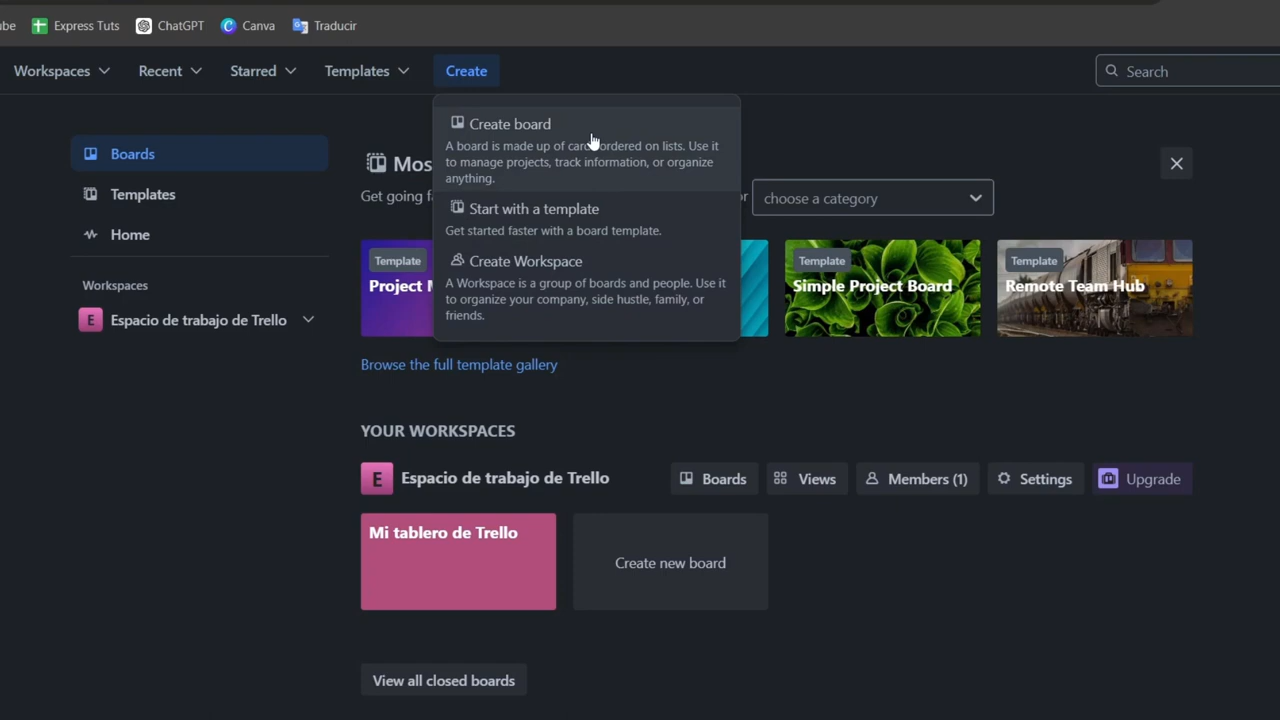 Express Tuts ChatGPT Canva Traducir
Workspaces Recent Starred Templates Create Search
Create board
A board is made up of ordered on lists. Use it
to manage projects, track information, or organize
anything.
Start with a template
Get started faster with a board template.
Create Workspace
A Workspace is a group of boards and people. Use it
to organize your company, side hustle, family, or
friends.
Boards
Templates
Home
Workspaces
E Espacio de trabajo de Trello
Get going
choose a category
Template
Project
Template
Simple Project Board
Template
Remote Team Hub
Browse the full template gallery
YOUR WORKSPACES
E Espacio de trabajo de Trello Boards Views Members (1) Settings Upgrade
Mi tablero de Trello
Create new board
View all closed boards